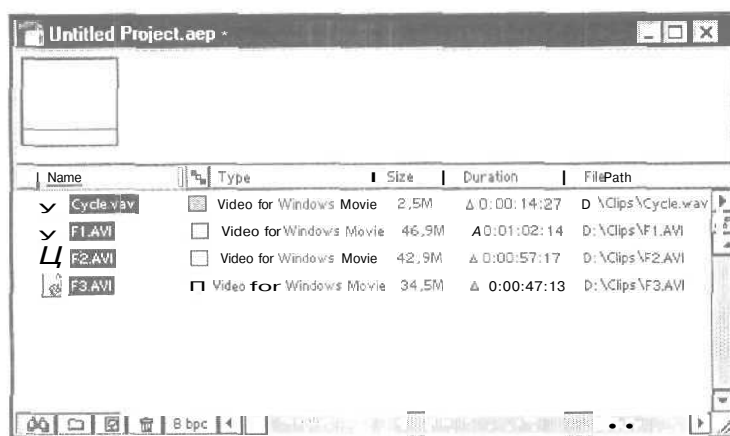 Untitled Project.aep *
Name Type Size Duration FilePath
у Cycle.wav Video for Windows Movie 2,5M Δ 0:00:14:27 D \Clips\Cycle.wav
у F1.AVI Video for Windows Movie 46,9M A0:01:02:14 D:\Clips\F1.AVI
Ц F2.AVI Video for Windows Movie 42,9M Δ 0:00:57:17 D:\Clips\F2.AVI
F3.AVI П Video for Windows Movie 34,5M Δ 0:00:47:13 D:\Clips\F3.AVI
8 bpc